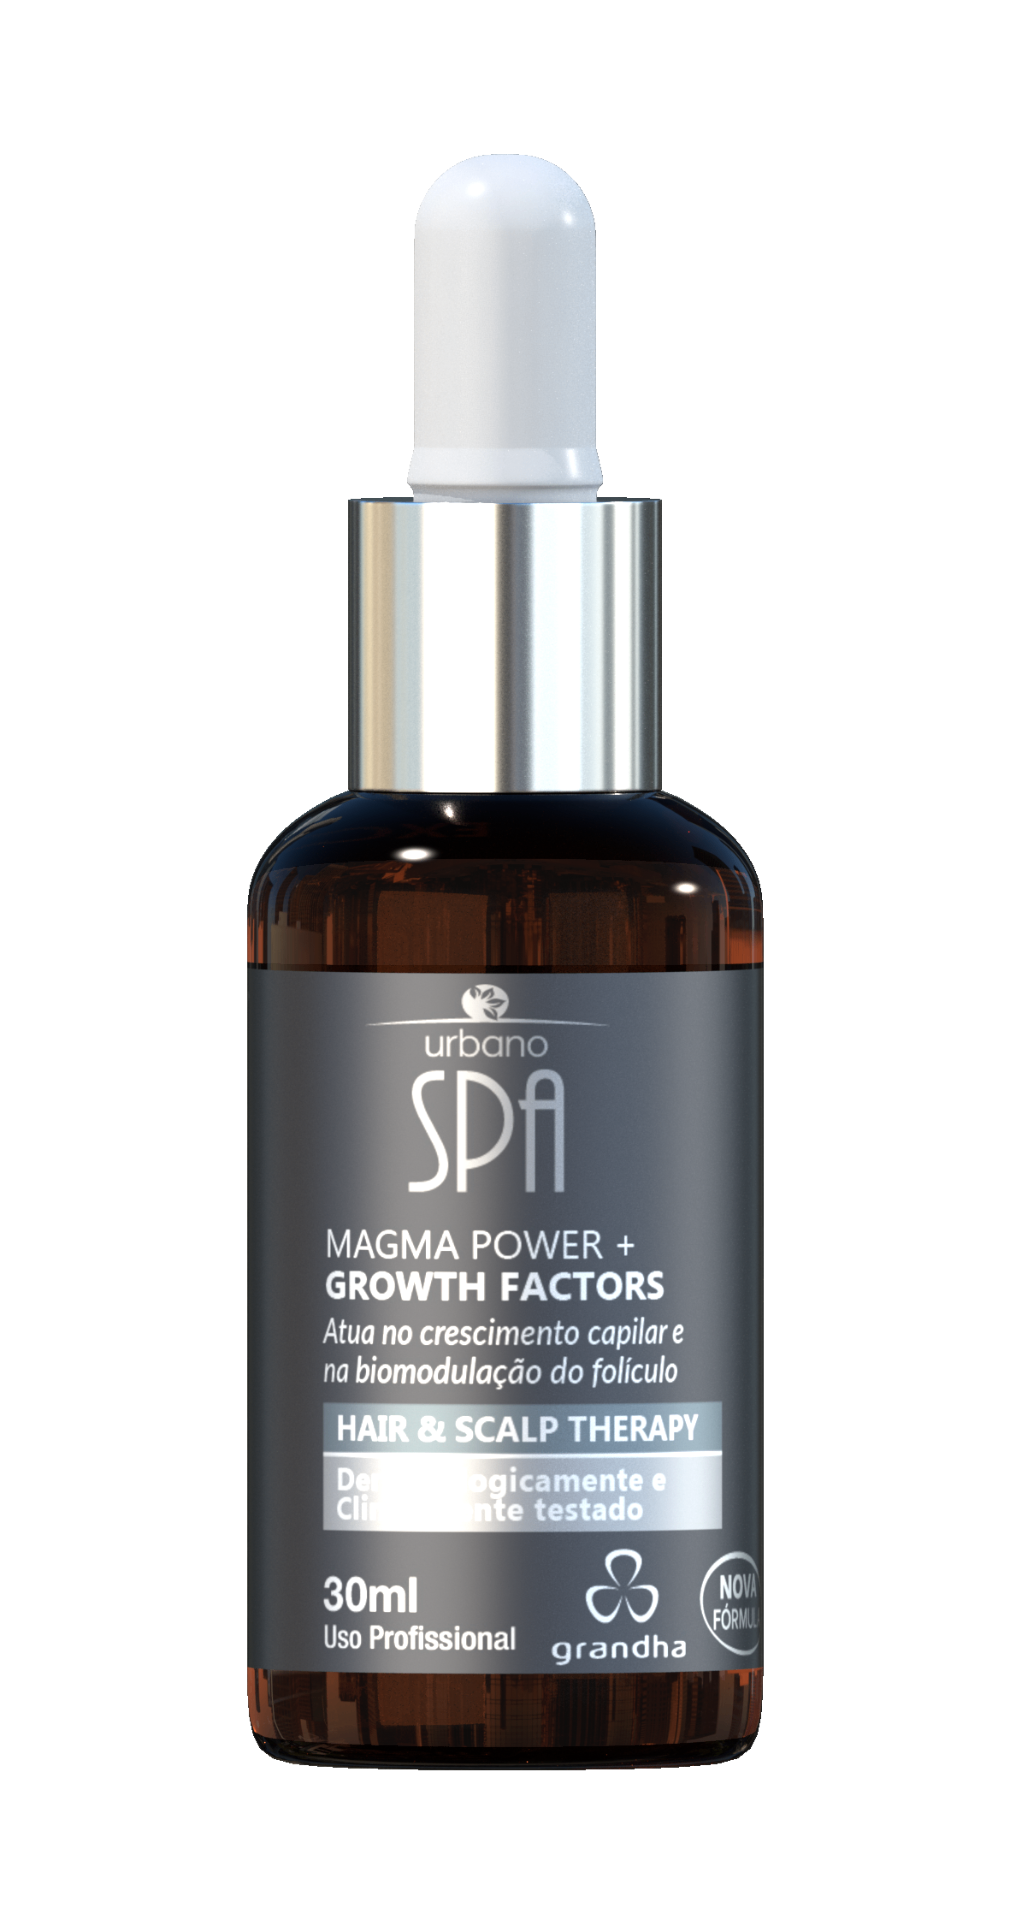 urbano
SPA
MAGMA POWER +
GROWTH FACTORS
Atua no crescimento capilar e
na biomodulação do folículo
HAIR & SCALP THERAPY
e
testado
30ml
Uso Profissional
grandha
NOVA
FÓRMULA